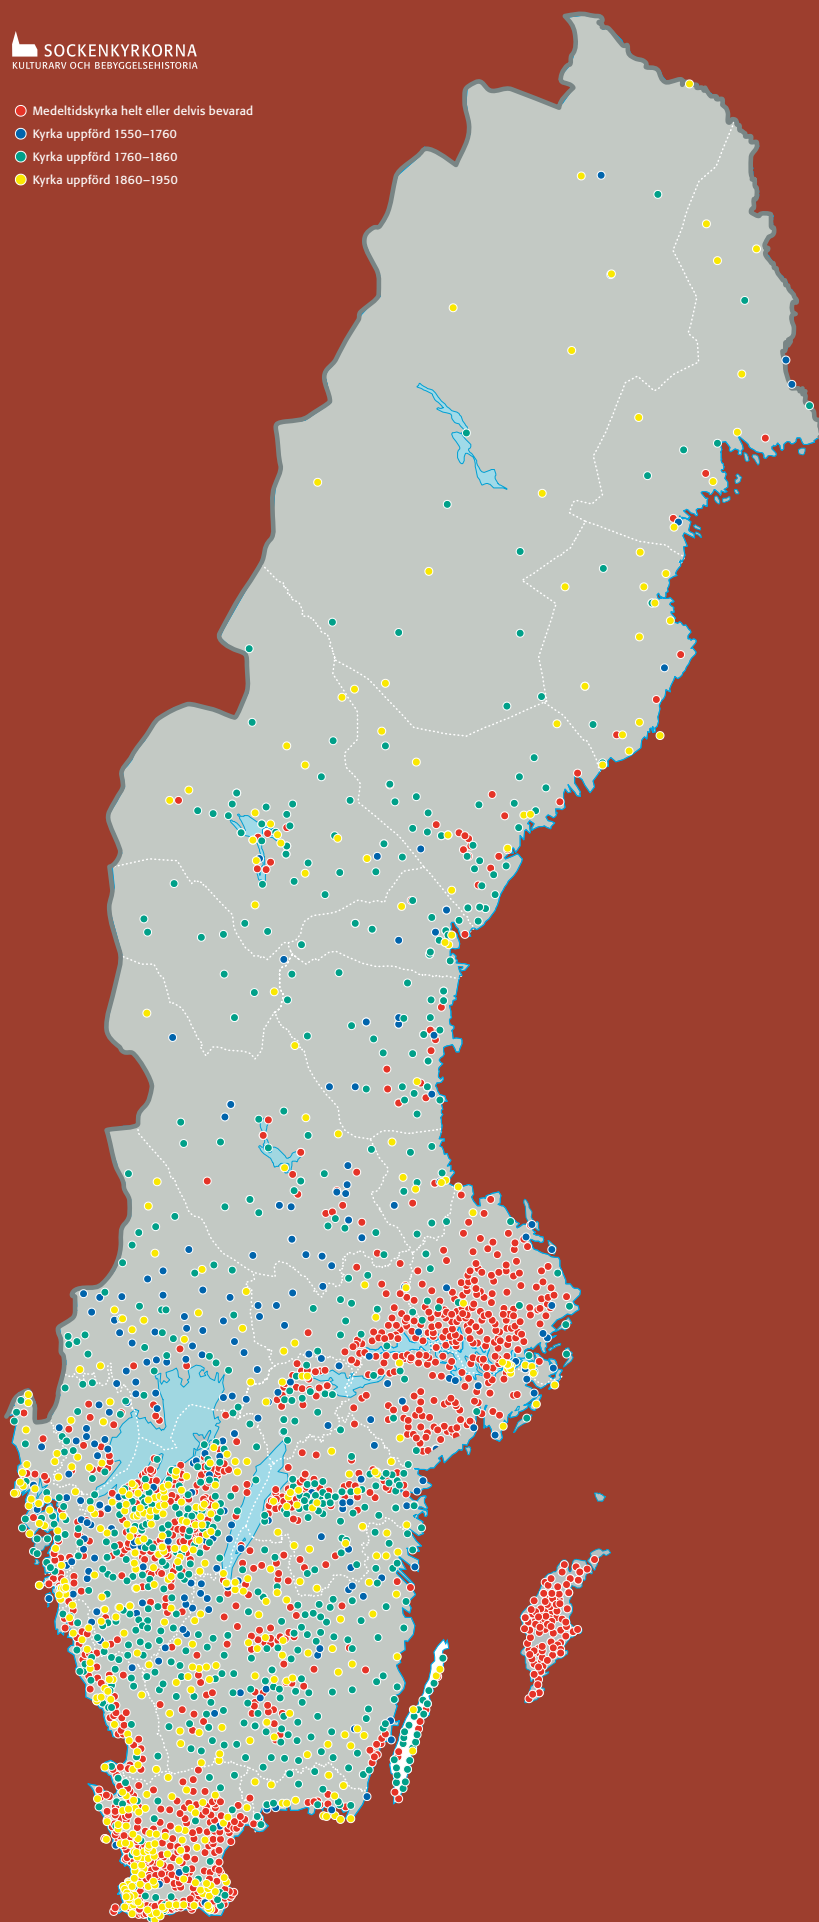 SOCKENKYRKORNA
KULTURARV OCH BEBYGGELSEHISTORIA
Medeltidskyrka helt eller delvis bevarad
Kyrka uppförd 1550–1760
Kyrka uppförd 1760–1860
Kyrka uppförd 1860–1950